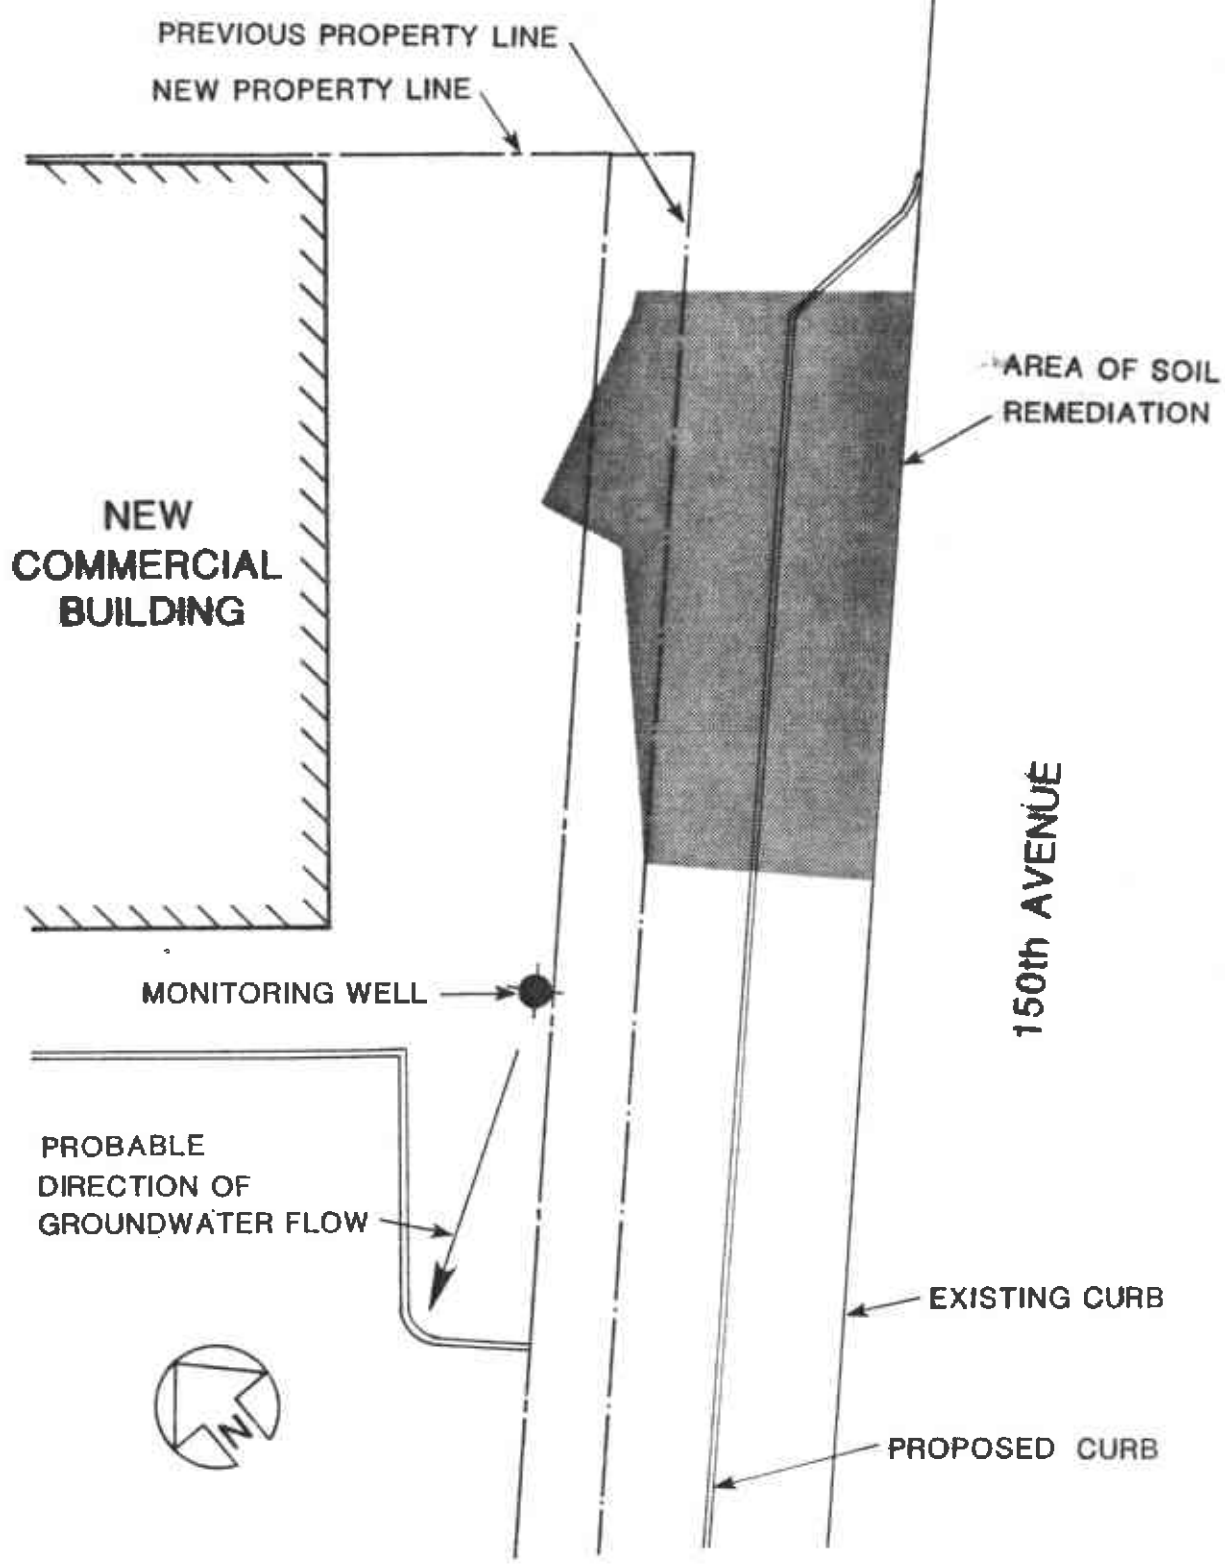 PREVIOUS PROPERTY LINE
NEW PROPERTY LINE
AREA OF SOIL
REMEDIATION
NEW
COMMERCIAL
BUILDING
150th AVENUE
MONITORING WELL
PROBABLE
DIRECTION OF
GROUNDWATER FLOW
EXISTING CURB
N
PROPOSED CURB